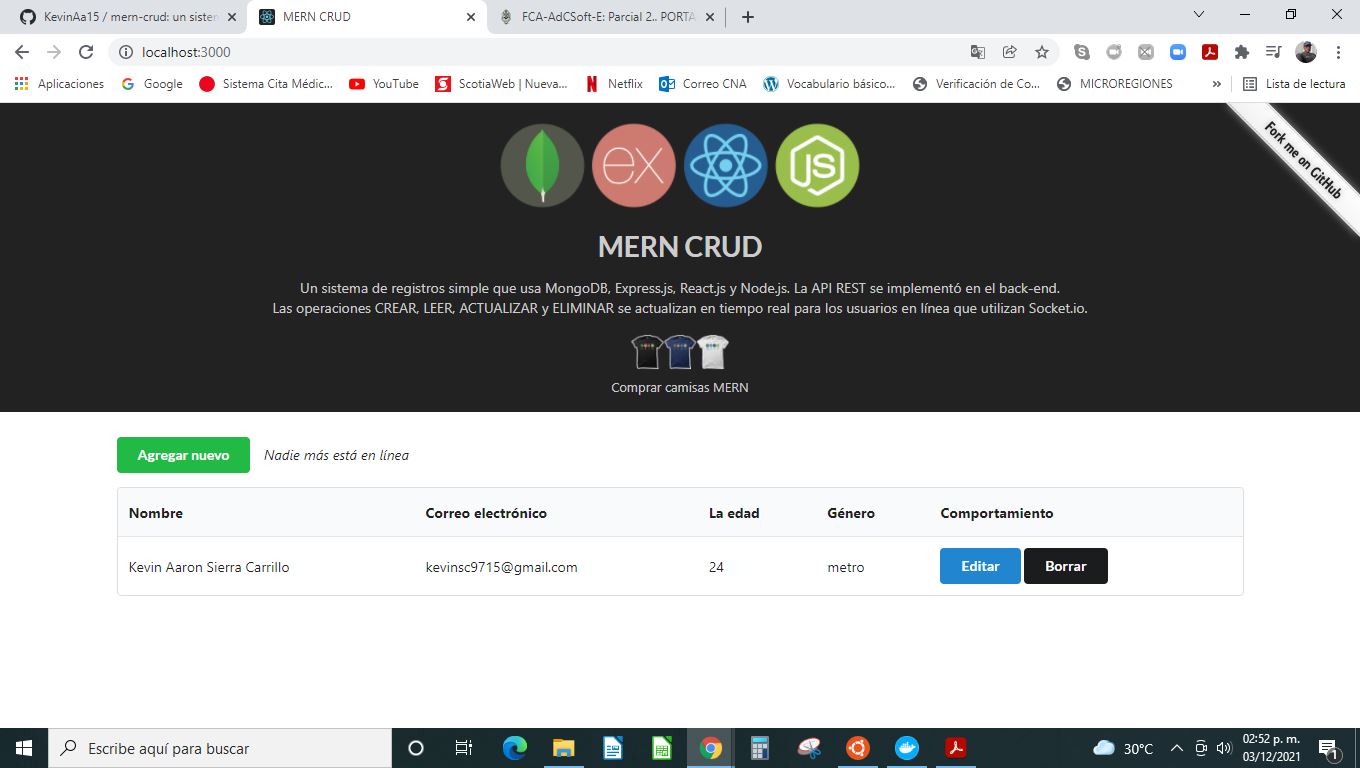 KevinAa15 / mern-crud: un sister
MERN CRUD
FCA-AdCSoft-E: Parcial 2.. PORTA
localhost:3000
Aplicaciones
Google
Sistema Cita Médic...
YouTube
ScotiaWeb | Nueva...
Netflix
Correo CNA
Vocabulario básico...
Verificación de Co...
MICROREGIONES
»
Lista de lectura
Fork me on GitHub
ex
JS
MERN CRUD
Un sistema de registros simple que usa MongoDB, Express.js, React.js y Node.js. La API REST se implementó en el back-end.
Las operaciones CREAR, LEER, ACTUALIZAR y ELIMINAR se actualizan en tiempo real para los usuarios en línea que utilizan Socket.io.
Comprar camisas MERN
Agregar nuevo
Nadie más está en línea
Nombre Correo electrónico La edad Género Comportamiento
Kevin Aaron Sierra Carrillo kevinsc9715@gmail.com 24 metro Editar Borrar
Escribe aquí para buscar
30°C
02:52 p. m.
03/12/2021
1